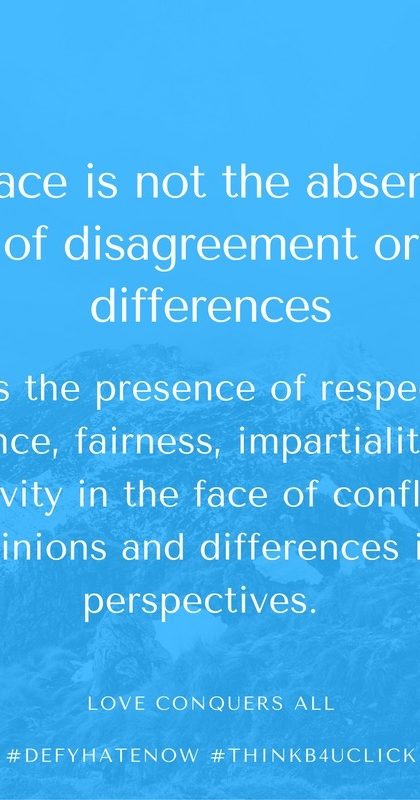 ace is not the absen
of disagreement or
differences
s the presence of respe
nce, fairness, impartialit
vity in the face of confl
inions and differences i
perspectives.
LOVE CONQUERS ALL
#DEFYHATENOW #THINKB4UCLICK